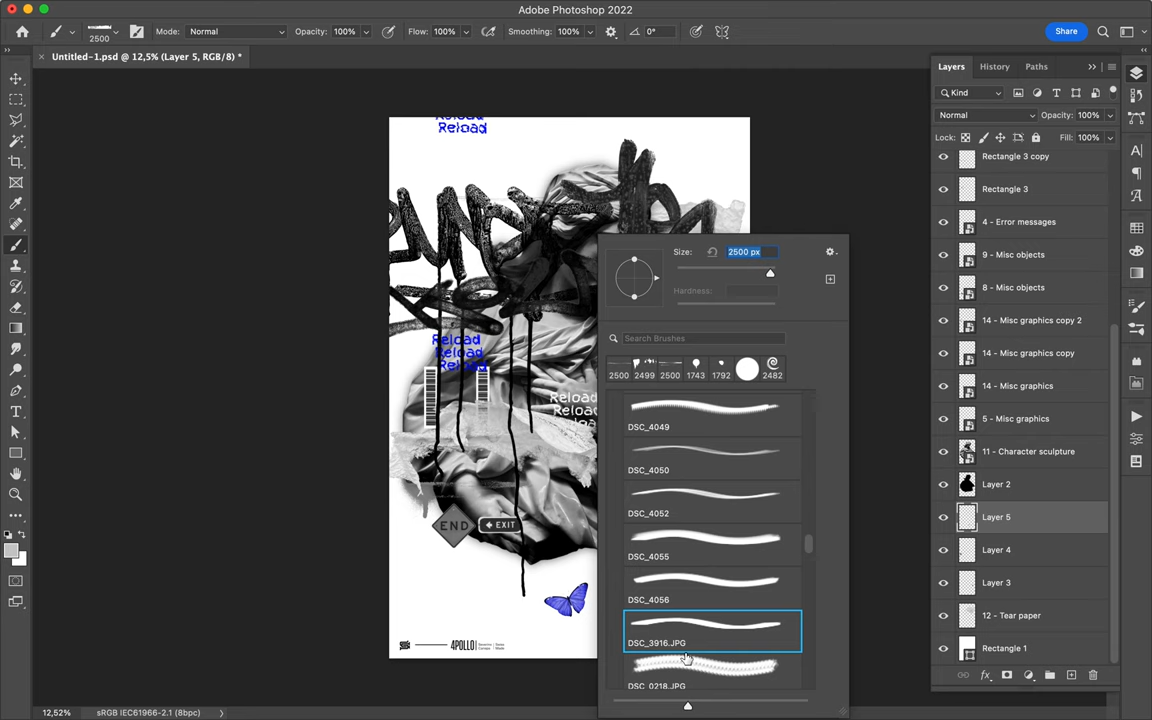 Adobe Photoshop 2022
2500
Mode:
Normal
Opacity:
100%
Flow:
100%
Smoothing:
100%
0°
Share
× Untitled-1.psd @ 12,5% (Layer 5, RGB/8) *
Layers
History
Paths
Kind
Normal
Opacity: 100%
Lock:
Fill: 100%
Rectangle 3 copy
Rectangle 3
4 - Error messages
9 - Misc objects
8 - Misc objects
14 - Misc graphics copy 2
14 - Misc graphics copy
14 - Misc graphics
5 - Misc graphics
11 - Character sculpture
Layer 2
Layer 5
Layer 4
Layer 3
12 - Tear paper
Rectangle 1
Reload
Reload
Reload
Reload
Reload
Reload
Reload
Reload
END
EXIT
4POLLO
Size:
2500 px
Hardness:
Search Brushes
2500
2499
2500
1743
1792
2482
DSC_4049
DSC_4050
DSC_4052
DSC_4055
DSC_4056
DSC_3916.JPG
DSC_0218.JPG
12,52%
sRGB IEC61966-2.1 (8bpc)